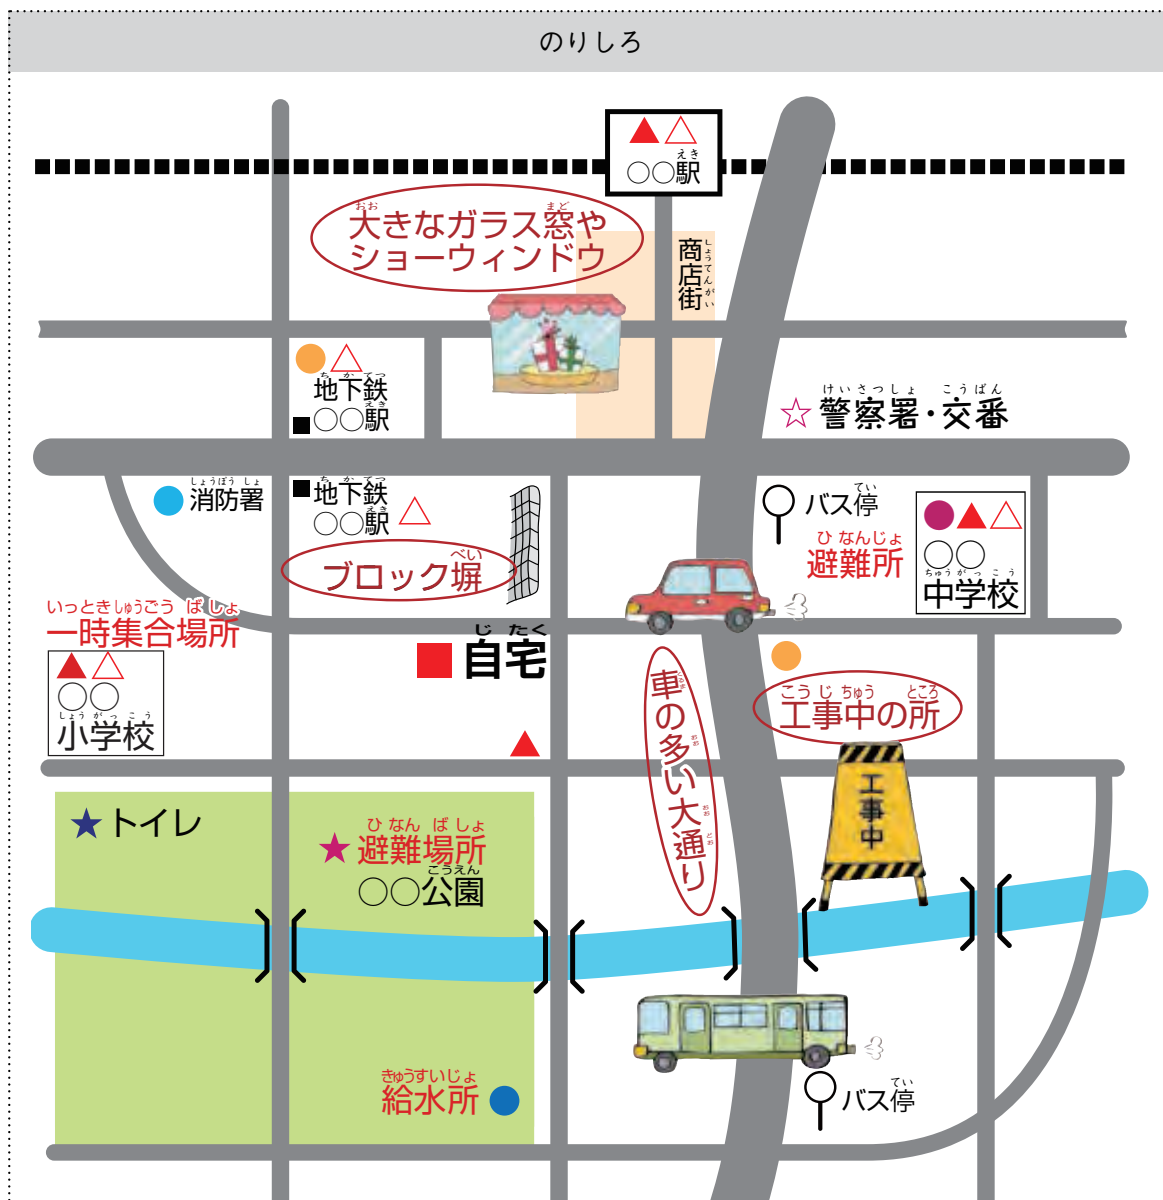 のりしろ
○○駅
大きなガラス窓や
ショーウィンドウ
商店街
地下鉄
○○駅
警察署・交番
消防署
地下鉄
○○駅
バス停
避難所
○○
中学校
ブロック塀
一時集合場所
○○
小学校
自宅
車の多い大通り
工事中の所
工事中
トイレ
避難場所
○○公園
給水所
バス停